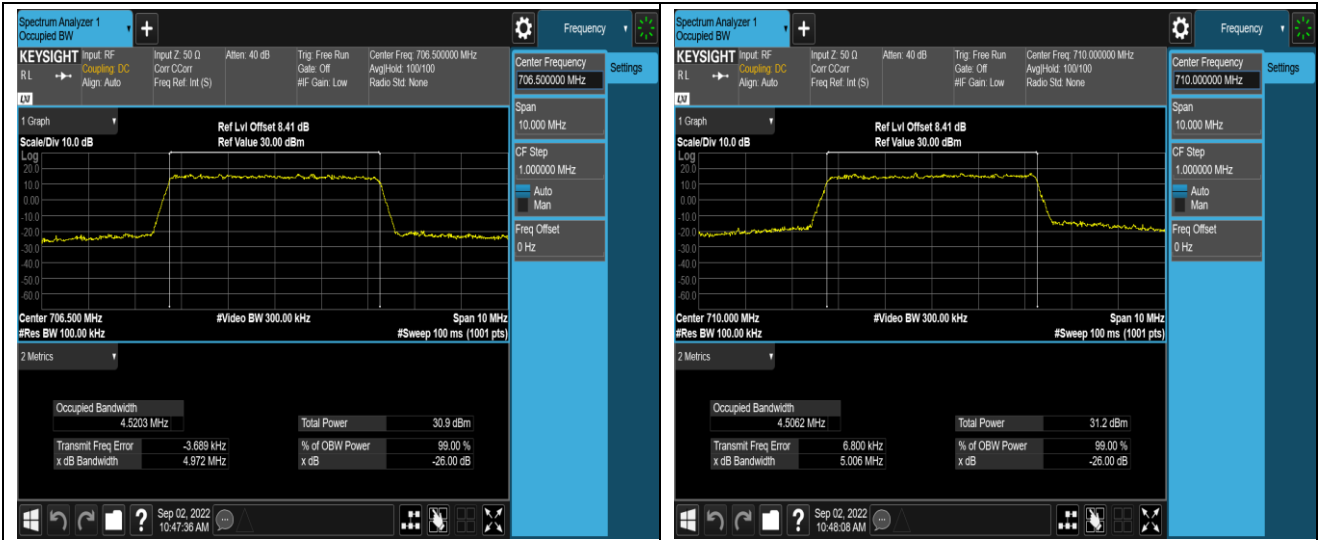 Spectrum Analyzer 1
Occupied BW
+
Frequency
KEYSIGHT Input: RF Input Z: 50 Ω Atten: 40 dB Trig: Free Run Center Freq: 706.500000 MHz
RL Coupling: DC Corr CCorr Gate: Off Avg|Hold: 100/100
Align: Auto Freq Ref: Int (S) #IF Gain: Low Radio Std: None
LXI
Center Frequency
706.500000 MHz
Settings
Span
10.000 MHz
CF Step
1.000000 MHz
Auto
Man
Freq Offset
0 Hz
1 Graph
Ref Lvl Offset 8.41 dB
Scale/Div 10.0 dB Ref Value 30.00 dBm
Log
20.0
10.0
0.00
-10.0
-20.0
-30.0
-40.0
-50.0
-60.0
Center 706.500 MHz #Video BW 300.00 kHz Span 10 MHz
#Res BW 100.00 kHz #Sweep 100 ms (1001 pts)
2 Metrics
Occupied Bandwidth
4.5203 MHz Total Power 30.9 dBm
Transmit Freq Error -3.689 kHz % of OBW Power 99.00 %
x dB Bandwidth 4.972 MHz x dB -26.00 dB
? Sep 02, 2022
10:47:36 AM
Spectrum Analyzer 1
Occupied BW
+
Frequency
KEYSIGHT Input: RF Input Z: 50 Ω Atten: 40 dB Trig: Free Run Center Freq: 710.000000 MHz
RL Coupling: DC Corr CCorr Gate: Off Avg|Hold: 100/100
Align: Auto Freq Ref: Int (S) #IF Gain: Low Radio Std: None
LXI
Center Frequency
710.000000 MHz
Settings
Span
10.000 MHz
CF Step
1.000000 MHz
Auto
Man
Freq Offset
0 Hz
1 Graph
Ref Lvl Offset 8.41 dB
Scale/Div 10.0 dB Ref Value 30.00 dBm
Log
20.0
10.0
0.00
-10.0
-20.0
-30.0
-40.0
-50.0
-60.0
Center 710.000 MHz #Video BW 300.00 kHz Span 10 MHz
#Res BW 100.00 kHz #Sweep 100 ms (1001 pts)
2 Metrics
Occupied Bandwidth
4.5062 MHz Total Power 31.2 dBm
Transmit Freq Error 6.800 kHz % of OBW Power 99.00 %
x dB Bandwidth 5.006 MHz x dB -26.00 dB
? Sep 02, 2022
10:48:08 AM